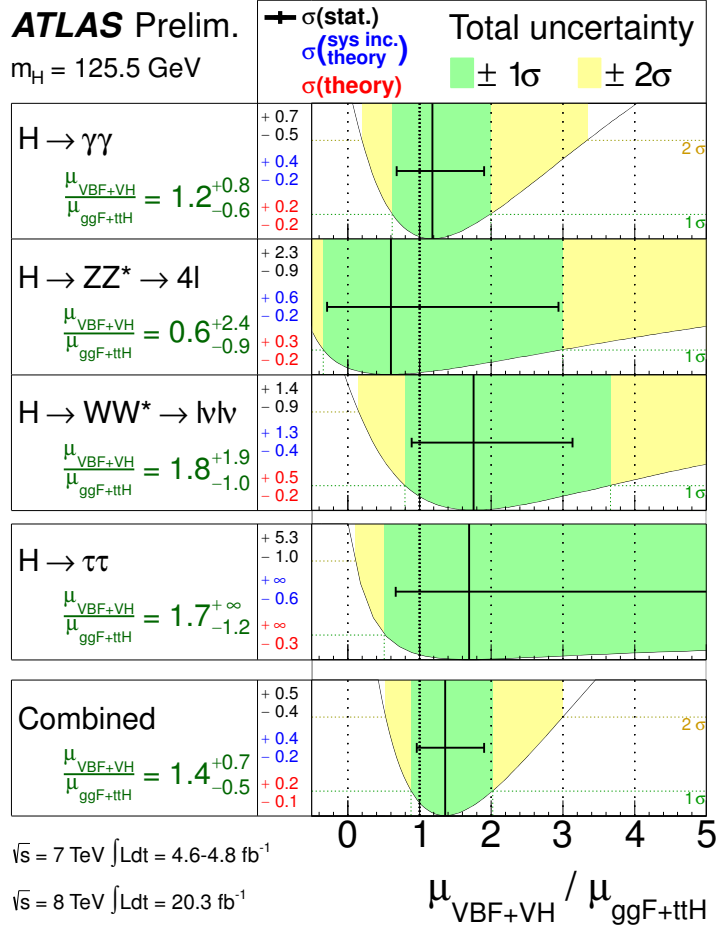 ATLAS Prelim.
m_H = 125.5 GeV
σ(stat.)
σ(sys inc. theory)
σ(theory)
Total uncertainty
± 1σ ± 2σ
H → γγ
μ_VBF+VH / μ_ggF+ttH = 1.2 +0.8 −0.6
+ 0.7
- 0.5
+ 0.4
- 0.2
+ 0.2
- 0.2
2 σ
1 σ
H → ZZ* → 4l
μ_VBF+VH / μ_ggF+ttH = 0.6 +2.4 −0.9
+ 2.3
- 0.9
+ 0.6
- 0.2
+ 0.3
- 0.2
1 σ
H → WW* → lνlν
μ_VBF+VH / μ_ggF+ttH = 1.8 +1.9 −1.0
+ 1.4
- 0.9
+ 1.3
- 0.4
+ 0.5
- 0.2
1 σ
H → ττ
μ_VBF+VH / μ_ggF+ttH = 1.7 +∞ −1.2
+ 5.3
- 1.0
+ ∞
- 0.6
+ ∞
- 0.3
Combined
μ_VBF+VH / μ_ggF+ttH = 1.4 +0.7 −0.5
+ 0.5
- 0.4
+ 0.4
- 0.2
+ 0.2
- 0.1
2 σ
1 σ
0 1 2 3 4 5
√s = 7 TeV ∫Ldt = 4.6-4.8 fb⁻¹
√s = 8 TeV ∫Ldt = 20.3 fb⁻¹
μ_VBF+VH / μ_ggF+ttH